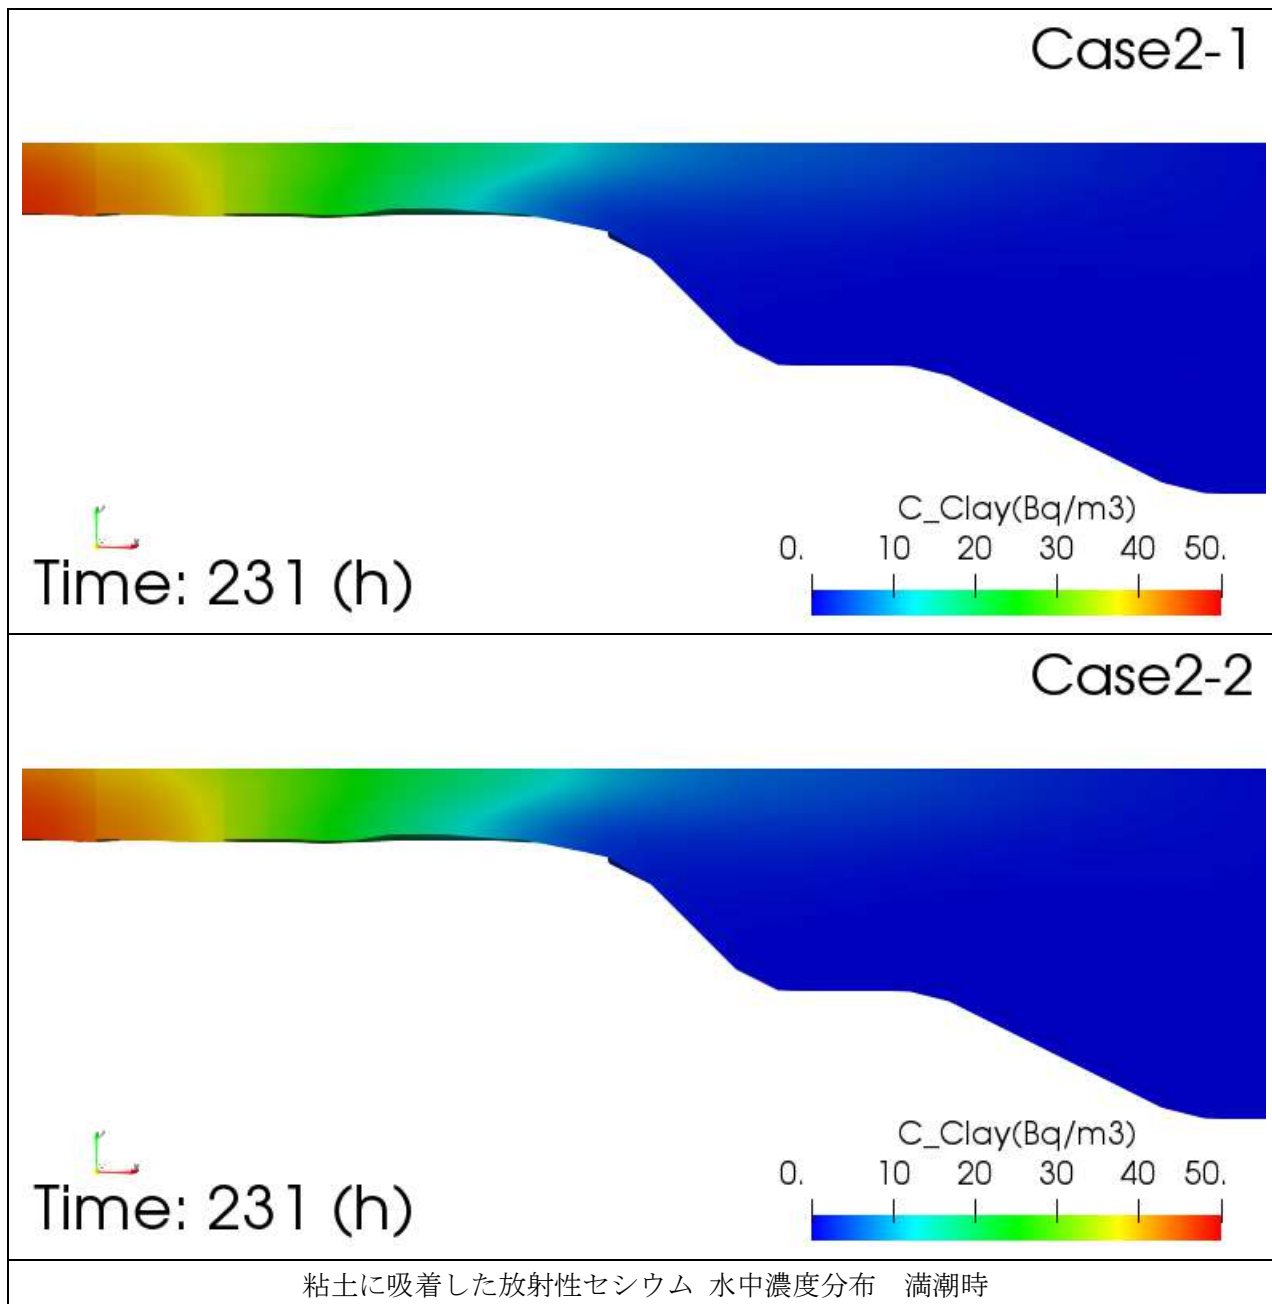 Case2-1
C_Clay(Bq/m3)
0. 10 20 30 40 50.
Time: 231 (h)
Case2-2
C_Clay(Bq/m3)
0. 10 20 30 40 50.
Time: 231 (h)
粘土に吸着した放射性セシウム 水中濃度分布　満潮時